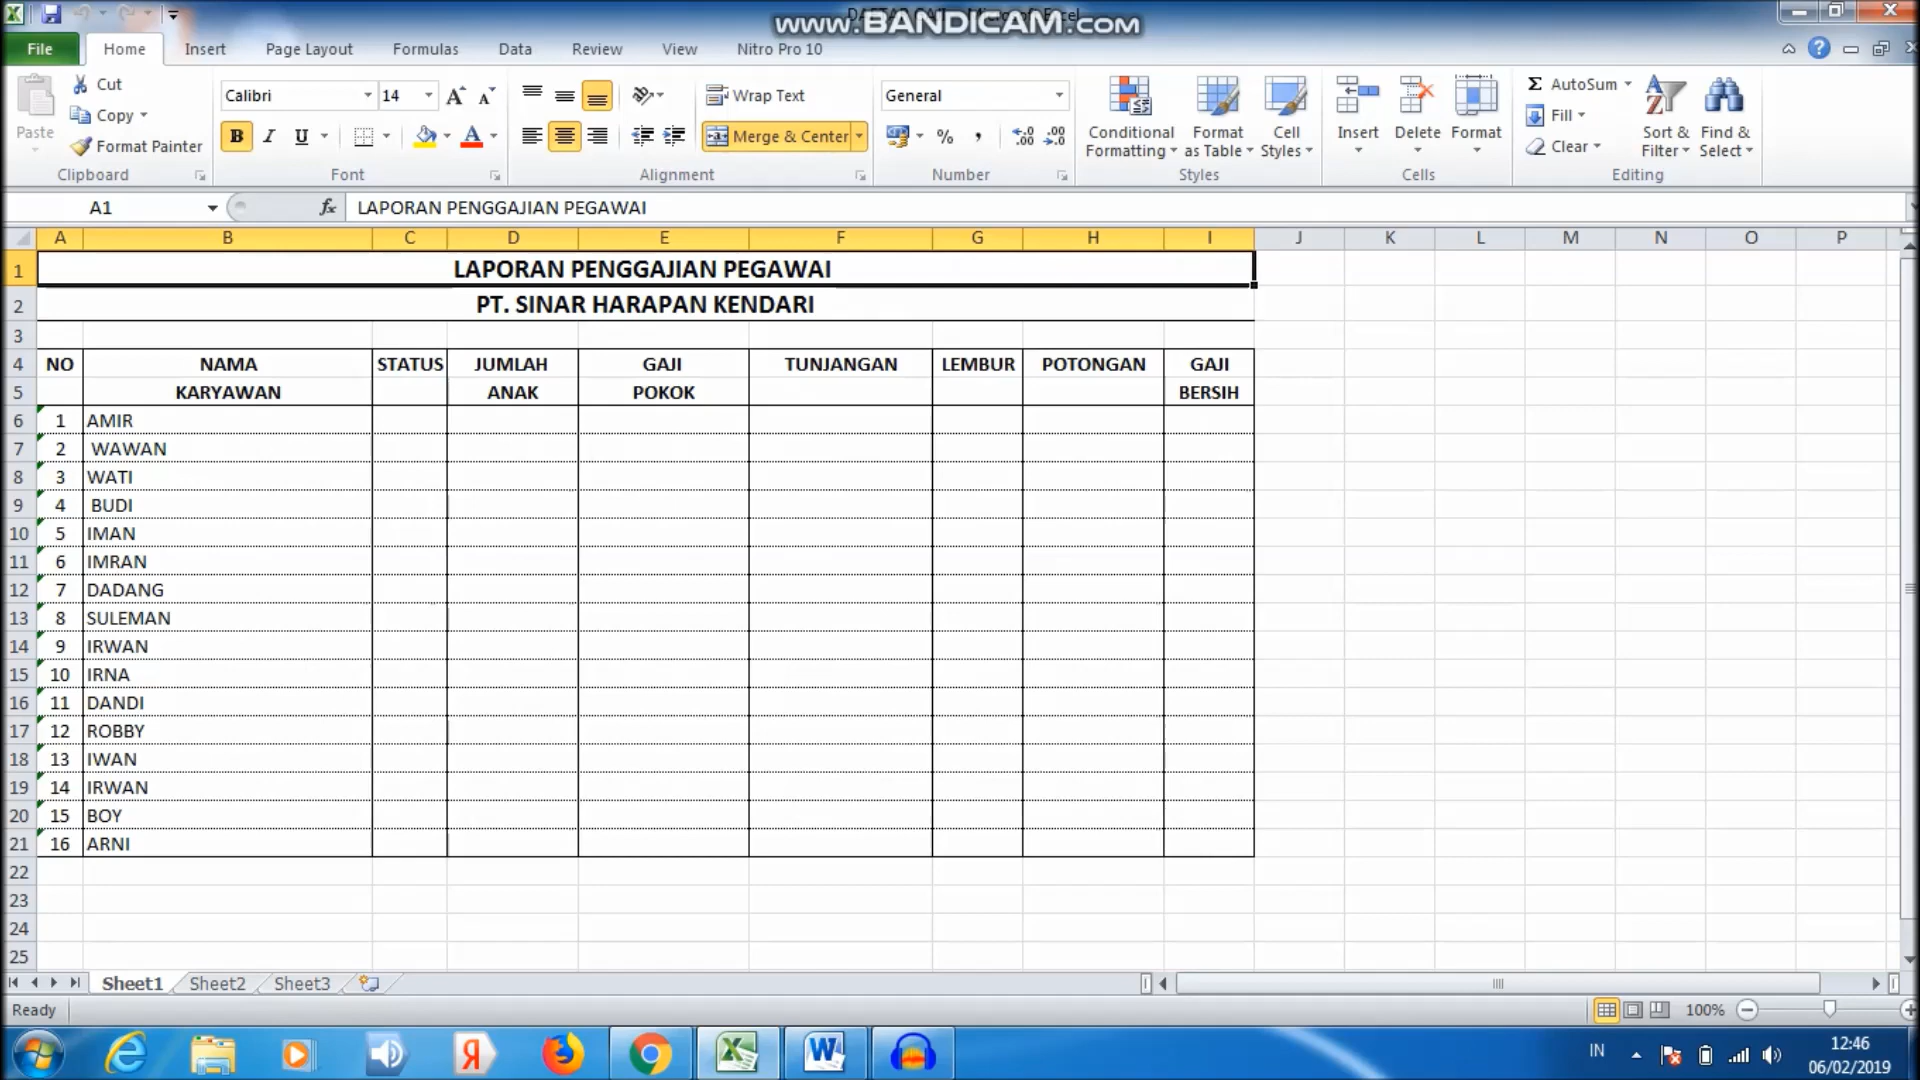 www.BANDICAM.com
File Home Insert Page Layout Formulas Data Review View Nitro Pro 10
Cut
Copy
Format Painter
Paste
Clipboard
Calibri 14
B I U
Font
Wrap Text
Merge & Center
Alignment
General
% ,
Number
Conditional Formatting
Format as Table
Cell Styles
Styles
Insert Delete Format
Cells
Σ AutoSum
Fill
Clear
Sort & Filter
Find & Select
Editing
A1 fx LAPORAN PENGGAJIAN PEGAWAI
A B C D E F G H I J K L M N O P
1 LAPORAN PENGGAJIAN PEGAWAI
2 PT. SINAR HARAPAN KENDARI
3
4 NO NAMA STATUS JUMLAH GAJI TUNJANGAN LEMBUR POTONGAN GAJI
5 KARYAWAN ANAK POKOK BERSIH
6 1 AMIR
7 2 WAWAN
8 3 WATI
9 4 BUDI
10 5 IMAN
11 6 IMRAN
12 7 DADANG
13 8 SULEMAN
14 9 IRWAN
15 10 IRNA
16 11 DANDI
17 12 ROBBY
18 13 IWAN
19 14 IRWAN
20 15 BOY
21 16 ARNI
22
23
24
25
Sheet1 Sheet2 Sheet3
Ready 100%
IN 12:46
06/02/2019